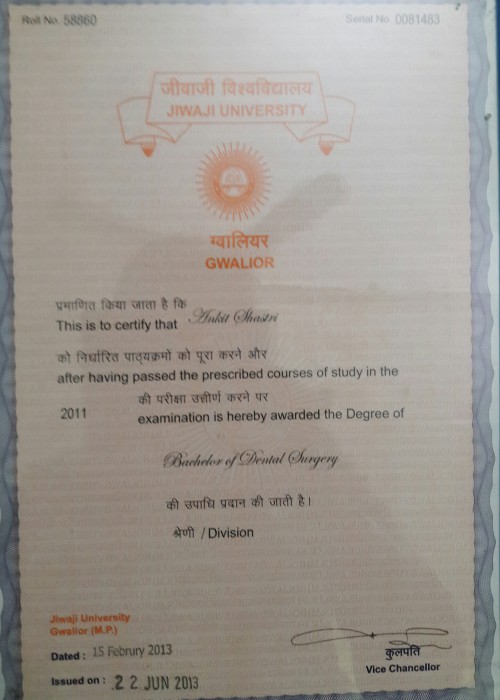 Roll No. 58860
Serial No 0081483
जीवाजी विश्वविद्यालय
JIWAJI UNIVERSITY
ग्वालियर
GWALIOR
प्रमाणित किया जाता है कि
This is to certify that Ankit Shastri
को निर्धारित पाठ्यक्रमों को पूरा करने और
after having passed the prescribed courses of study in the
की परीक्षा उत्तीर्ण करने पर
2011 examination is hereby awarded the Degree of
Bachelor of Dental Surgery
की उपाधि प्रदान की जाती है।
श्रेणी / Division
Jiwaji University
Gwalior (M.P.)
Dated : 15 Februry 2013
कुलपति
Vice Chancellor
Issued on : 2 2 JUN 2013